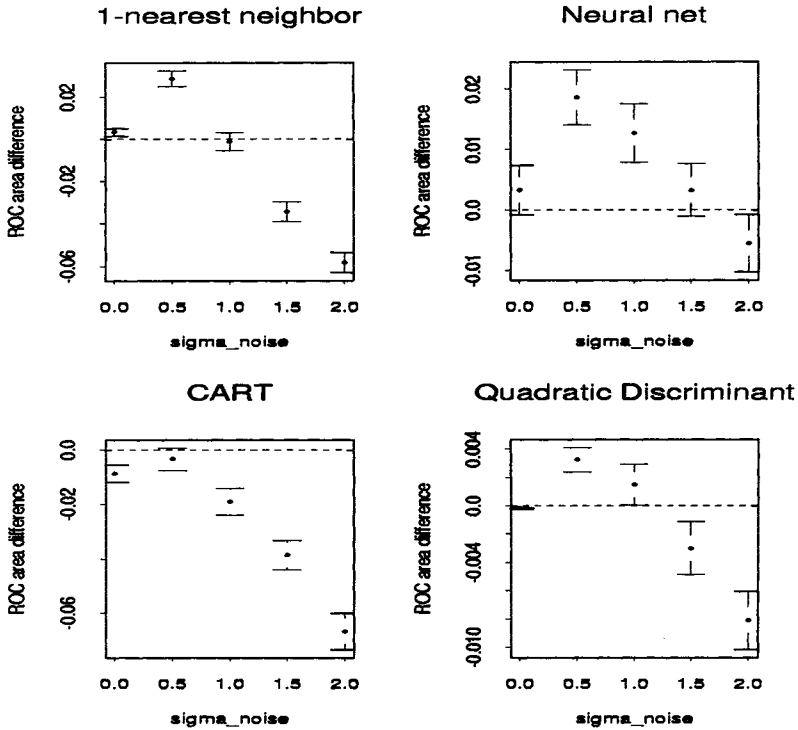 1-nearest neighbor
ROC area difference
0.02
-0.02
-0.06
0.0 0.5 1.0 1.5 2.0
sigma_noise
Neural net
ROC area difference
0.02
0.01
0.0
-0.01
0.0 0.5 1.0 1.5 2.0
sigma_noise
CART
ROC area difference
0.0
-0.02
-0.06
0.0 0.5 1.0 1.5 2.0
sigma_noise
Quadratic Discriminant
ROC area difference
0.004
0.0
-0.004
-0.010
0.0 0.5 1.0 1.5 2.0
sigma_noise